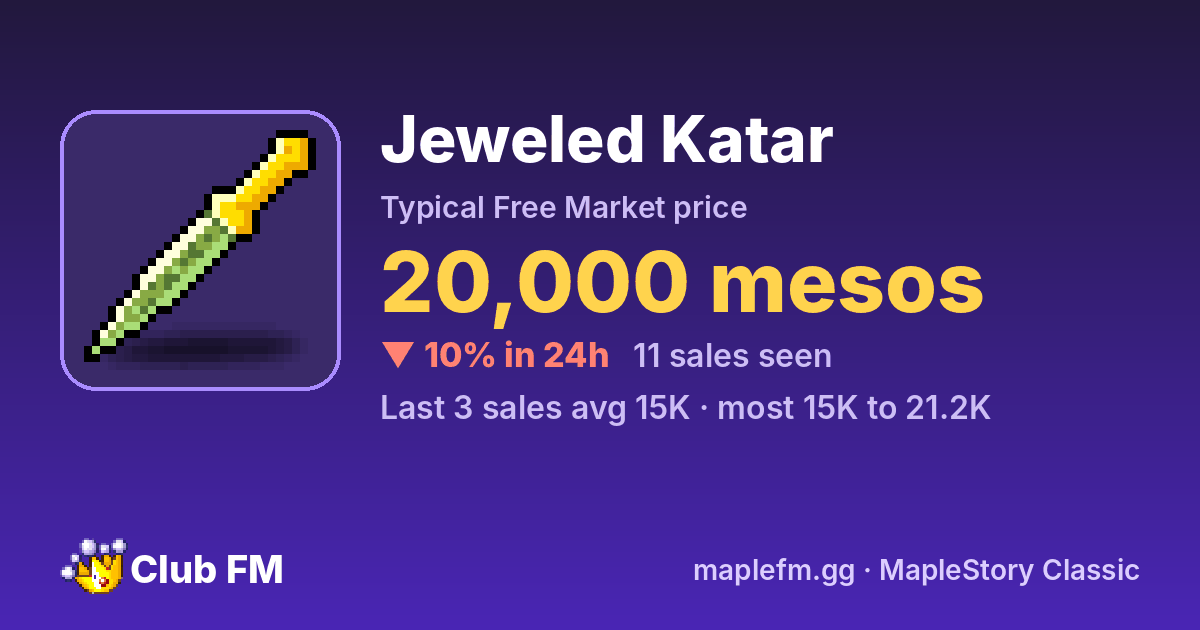 Jeweled Katar
Typical Free Market price
20,000 mesos
▼ 10% in 24h 11 sales seen
Last 3 sales avg 15K · most 15K to 21.2K
Club FM
maplefm.gg · MapleStory Classic